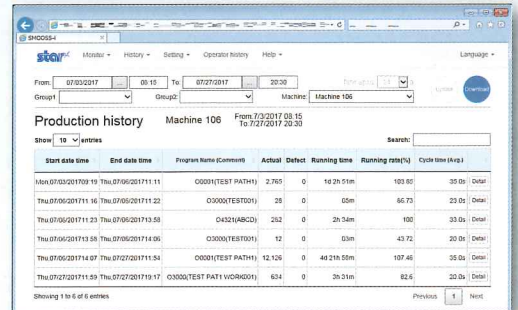 SMOOSS-i
star
Monitor History Setting Operator history Help Language
From: 07/03/2017 ... 08:15 To: 07/27/2017 ... 20:30
Group1 Group2: Machine: Machine 106 Download
Production history Machine 106 From:7/3/2017 08:15
To:7/27/2017 20:30
Show 10 entries Search:
Start date time End date time Program Name (Comment) Actual Defect Running time Running rate(%) Cycle time (Avg.)
Mon,07/03/2017 09:19 Thu,07/06/2017 11:11 O0001(TEST PATH1) 2,765 0 1d 2h 51m 103.85 35.0s Detail
Thu,07/06/2017 11:16 Thu,07/06/2017 11:22 O3000(TEST001) 28 0 05m 86.73 23.0s Detail
Thu,07/06/2017 11:23 Thu,07/06/2017 13:58 O4321(ABCD) 262 0 2h 34m 100 33.0s Detail
Thu,07/06/2017 13:58 Thu,07/06/2017 14:06 O3000(TEST001) 12 0 03m 43.72 20.0s Detail
Thu,07/06/2017 14:07 Thu,07/27/2017 11:54 O0001(TEST PATH1) 12,126 0 4d 21h 58m 107.46 35.0s Detail
Thu,07/27/2017 11:59 Thu,07/27/2017 19:17 O3000(TEST PAT1 WORK001) 634 0 3h 31m 82.6 20.0s Detail
Showing 1 to 6 of 6 entries Previous 1 Next